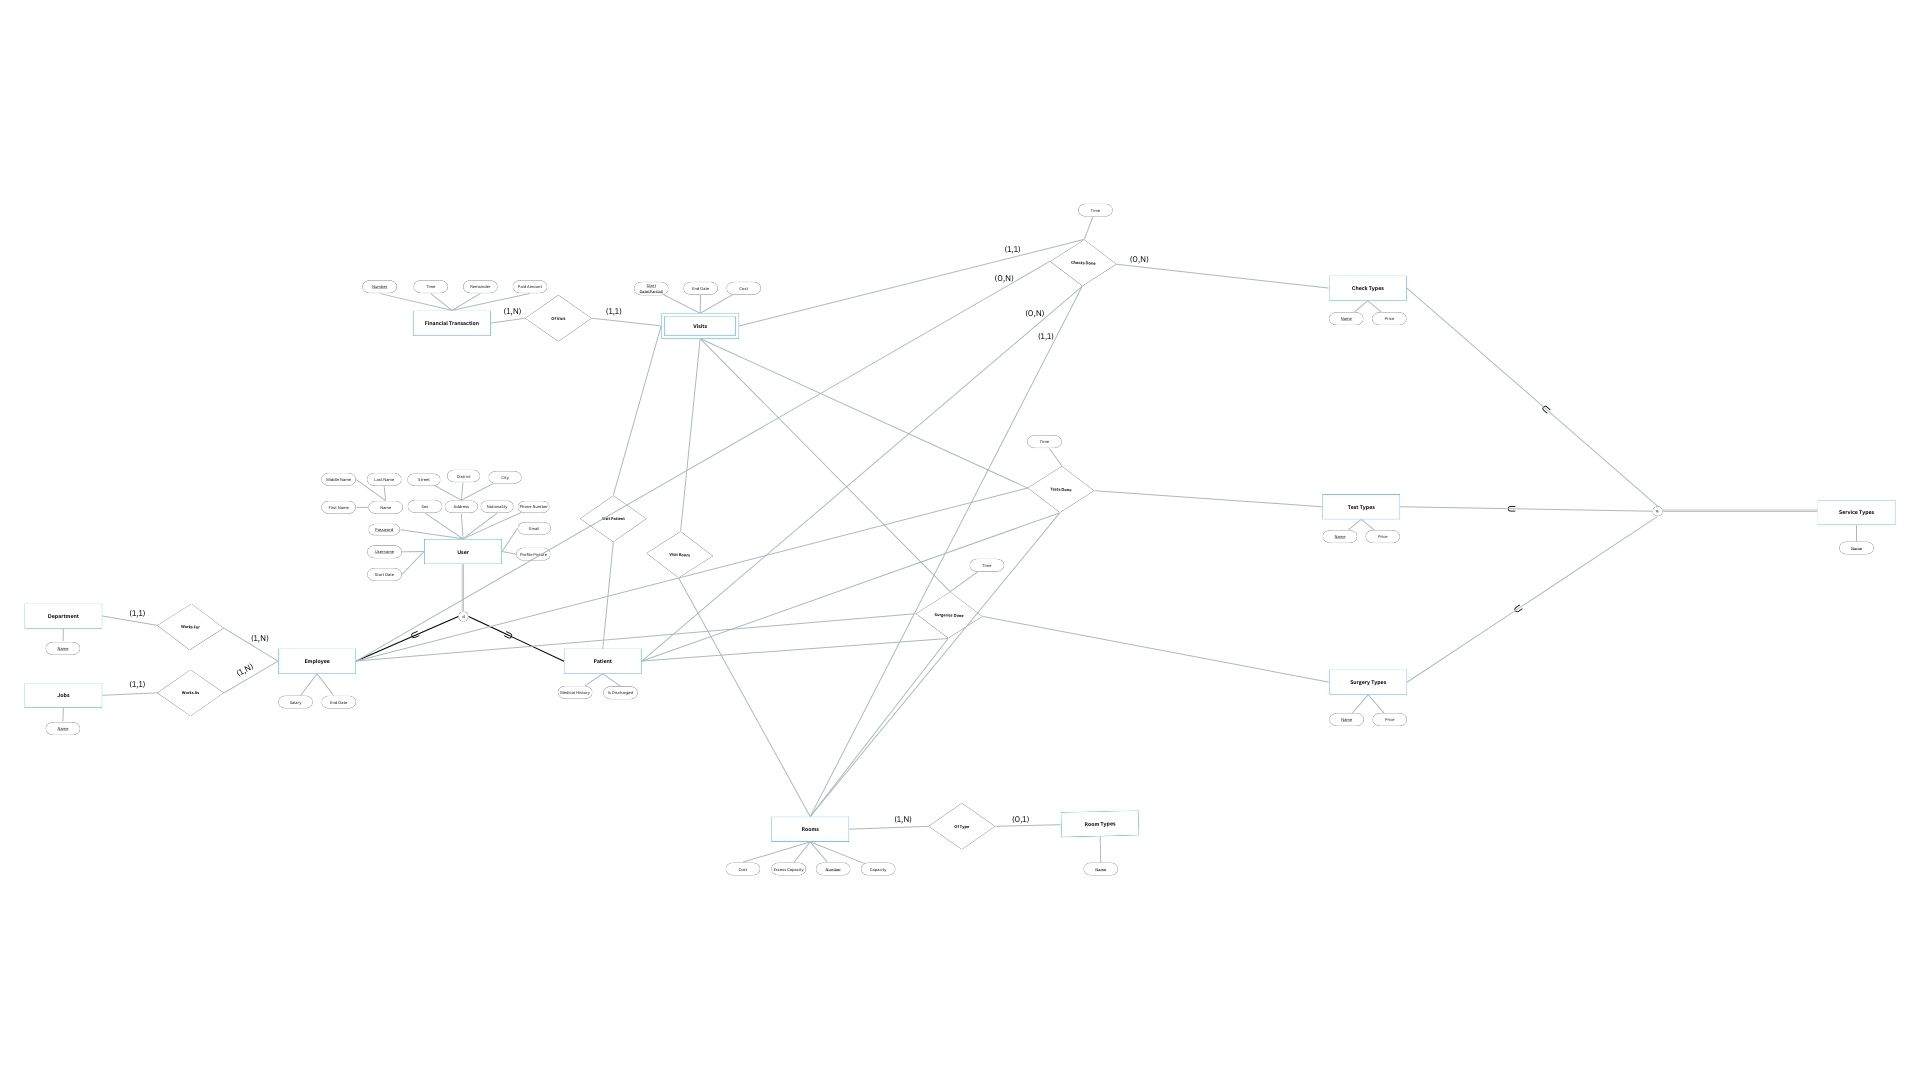 Time
(1,1)
Checks Done
(0,N)
(0,N)
Number
Time
Remainder
Paid Amount
Start Date(Period)
End Date
Cost
Check Types
Name
Price
(1,N)
Of Visit
(1,1)
Financial Transaction
Visits
(0,N)
(1,1)
Time
Middle Name
Last Name
Street
District
City
Tests Done
First Name
Name
Sex
Address
Nationality
Phone Number
Visit Patient
Test Types
Name
Price
Service Types
Name
Password
Email
Username
User
Profile Picture
Visit Room
Start Date
Time
Department
Name
(1,1)
Works For
(1,N)
d
Surgeries Done
Employee
Salary
End Date
Patient
Medical History
Is Discharged
(1,N)
Jobs
Name
(1,1)
Works As
Surgery Types
Name
Price
Rooms
(1,N)
Of Type
(0,1)
Room Types
Cost
Excess Capacity
Number
Capacity
Name